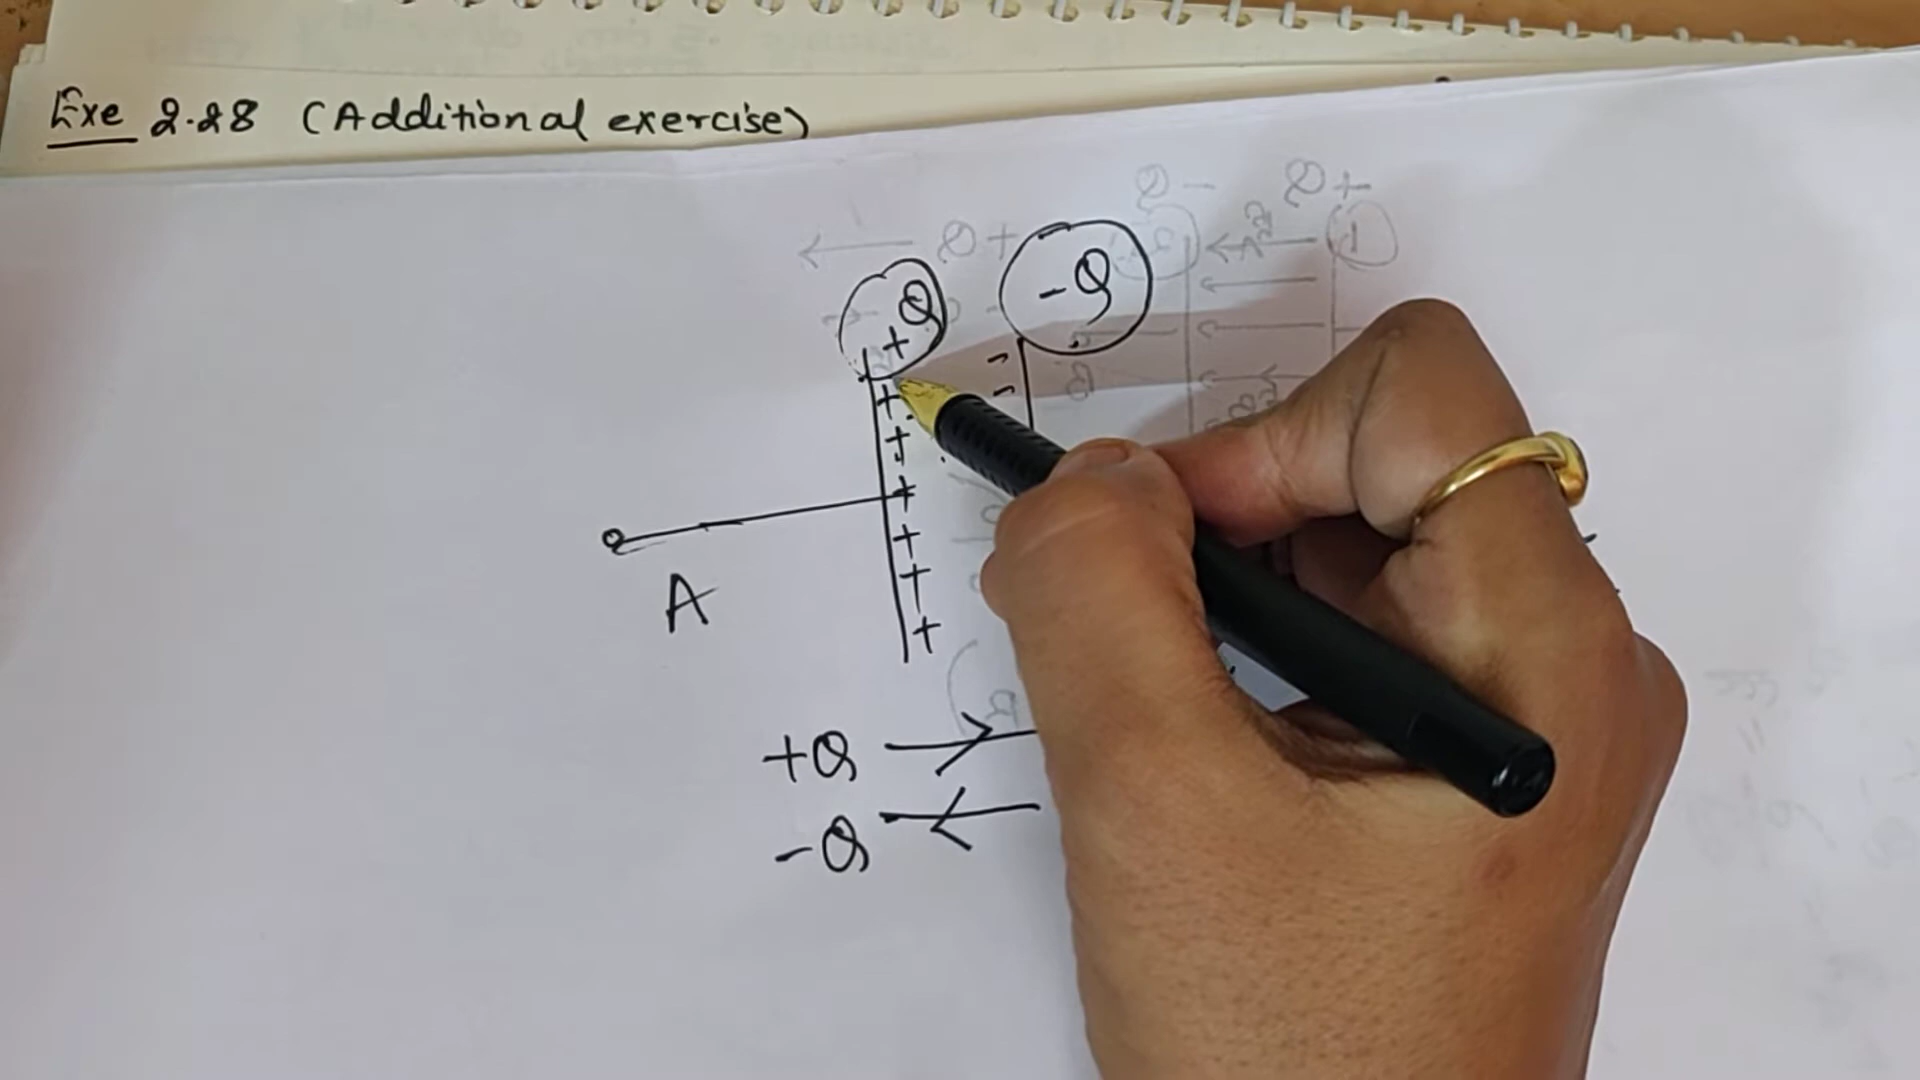 Exe 2.28 (Additional exercise)
+Q -Q
A
+Q
-Q